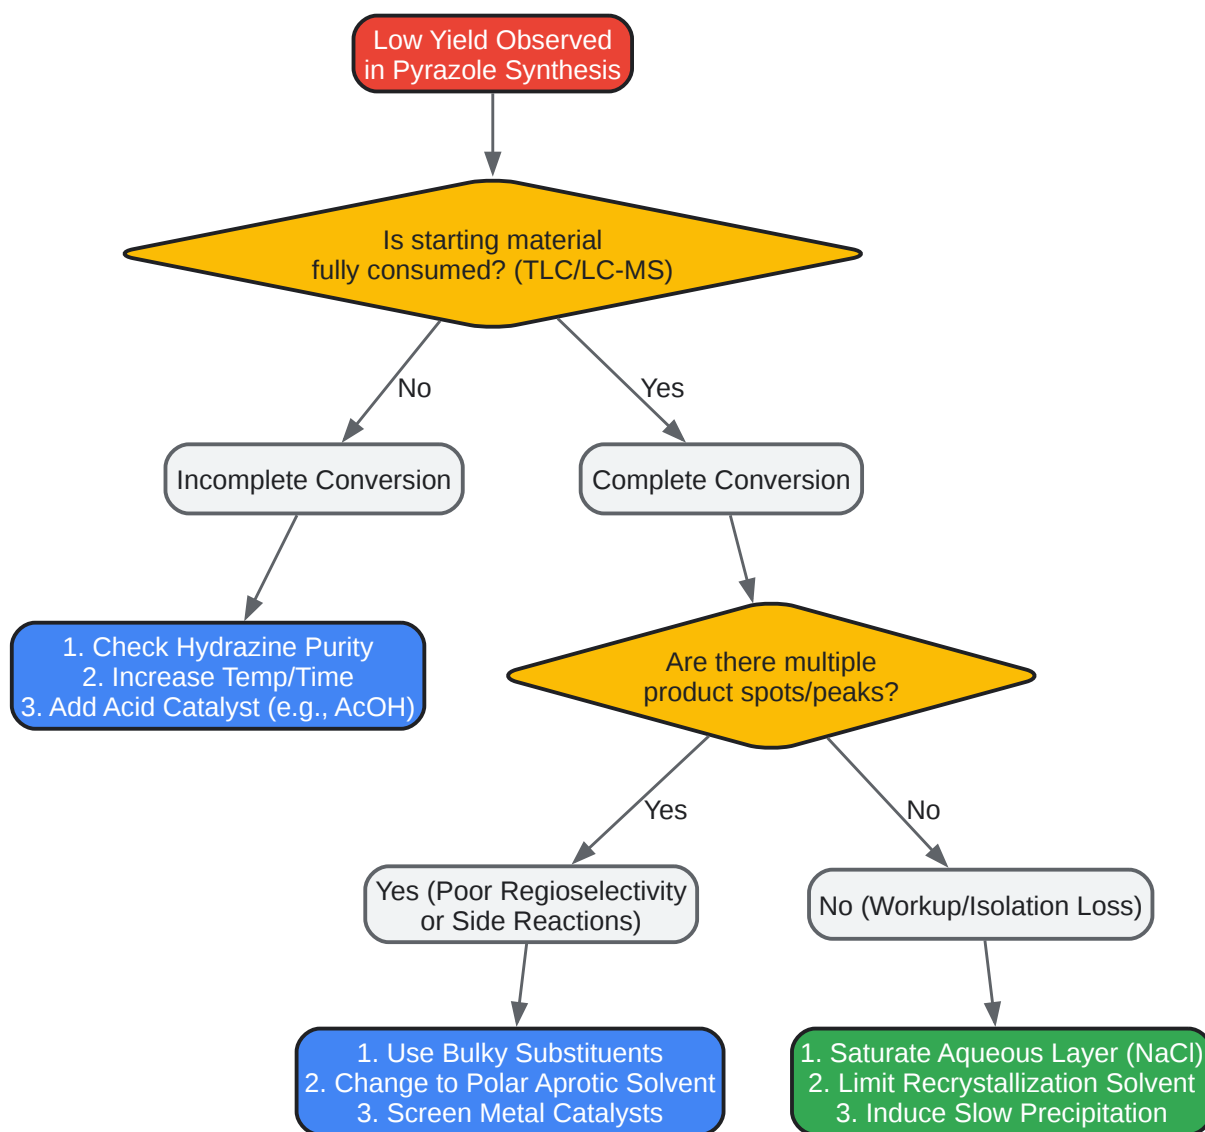 Low Yield Observed
in Pyrazole Synthesis
Is starting material
fully consumed? (TLC/LC-MS)
No
Yes
Incomplete Conversion
Complete Conversion
1. Check Hydrazine Purity
2. Increase Temp/Time
3. Add Acid Catalyst (e.g., AcOH)
Are there multiple
product spots/peaks?
Yes
No
Yes (Poor Regioselectivity
or Side Reactions)
No (Workup/Isolation Loss)
1. Use Bulky Substituents
2. Change to Polar Aprotic Solvent
3. Screen Metal Catalysts
1. Saturate Aqueous Layer (NaCl)
2. Limit Recrystallization Solvent
3. Induce Slow Precipitation